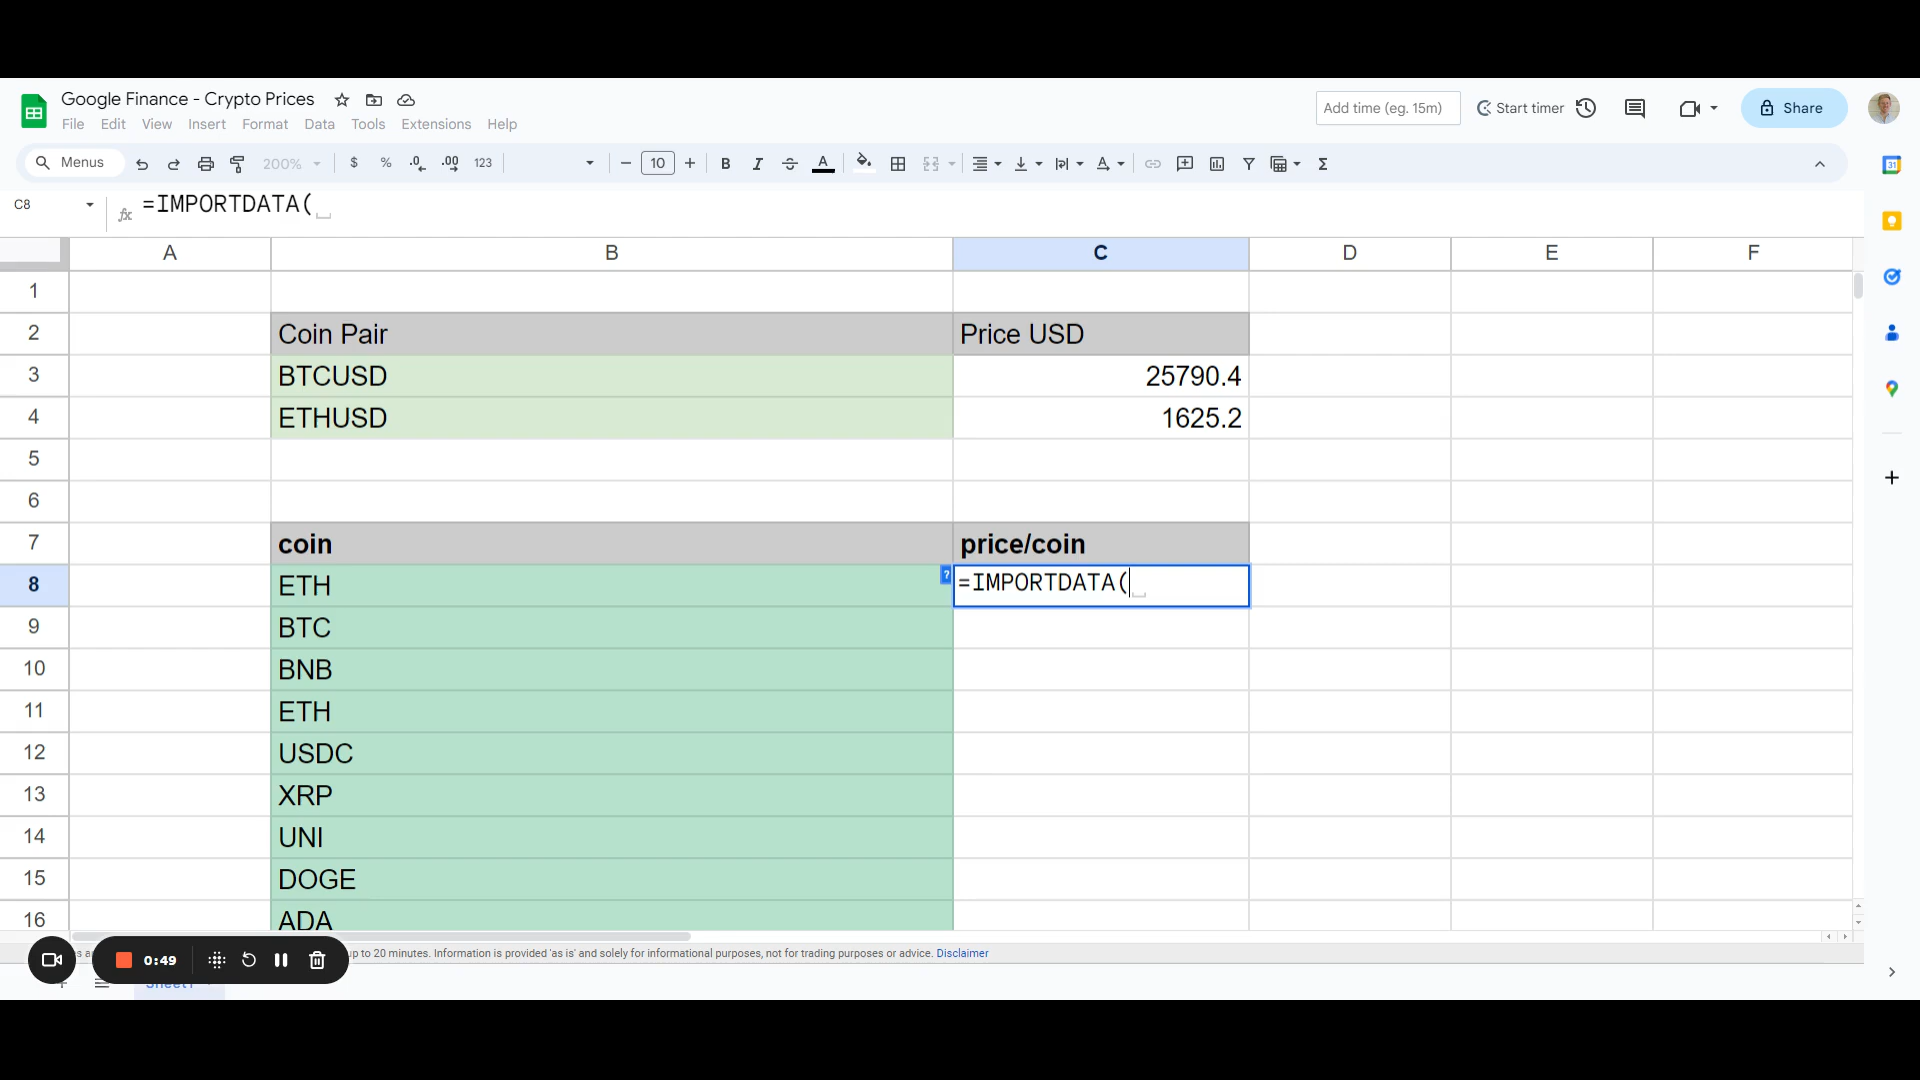 Google Finance - Crypto Prices
Add time (eg. 15m)
Start timer
Share
File Edit View Insert Format Data Tools Extensions Help
Menus 200% $ % .0 .00 123 10 B I A
31
C8 fx =IMPORTDATA(
A B C D E F
1
2 Coin Pair Price USD
3 BTCUSD 25790.4
4 ETHUSD 1625.2
5
6
7 coin price/coin
8 ETH ? =IMPORTDATA(
9 BTC
10 BNB
11 ETH
12 USDC
13 XRP
14 UNI
15 DOGE
16 ADA
0:49 up to 20 minutes. Information is provided 'as is' and solely for informational purposes, not for trading purposes or advice. Disclaimer
Sheet1